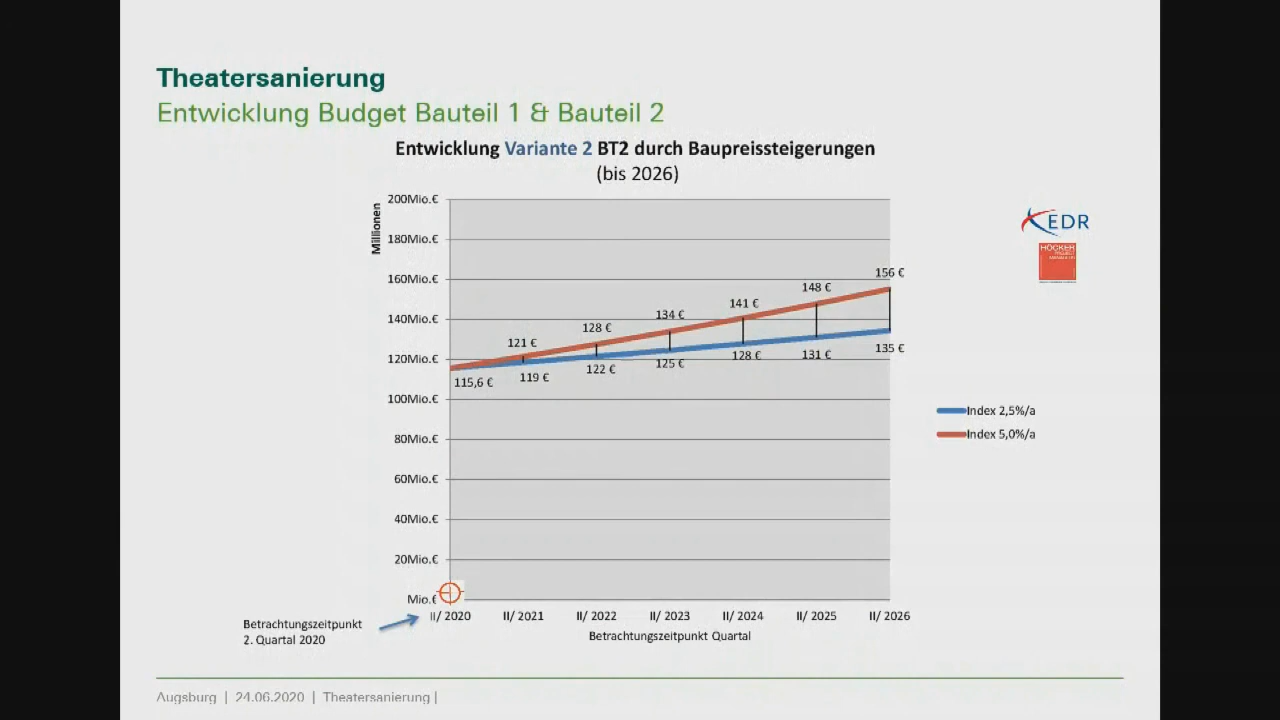 Theatersanierung
Entwicklung Budget Bauteil 1 & Bauteil 2
Entwicklung Variante 2 BT2 durch Baupreissteigerungen
(bis 2026)
Millionen
200Mio.€
180Mio.€
160Mio.€
140Mio.€
120Mio.€
100Mio.€
80Mio.€
60Mio.€
40Mio.€
20Mio.€
Mio.€
156 €
148 €
141 €
134 €
128 €
121 €
115,6 €
119 €
122 €
125 €
128 €
131 €
135 €
EDR
HÖCKER
PROJECT
Index 2,5%/a
Index 5,0%/a
II/ 2020
II/ 2021
II/ 2022
II/ 2023
II/ 2024
II/ 2025
II/ 2026
Betrachtungszeitpunkt Quartal
Betrachtungszeitpunkt
2. Quartal 2020
Augsburg | 24.06.2020 | Theatersanierung |